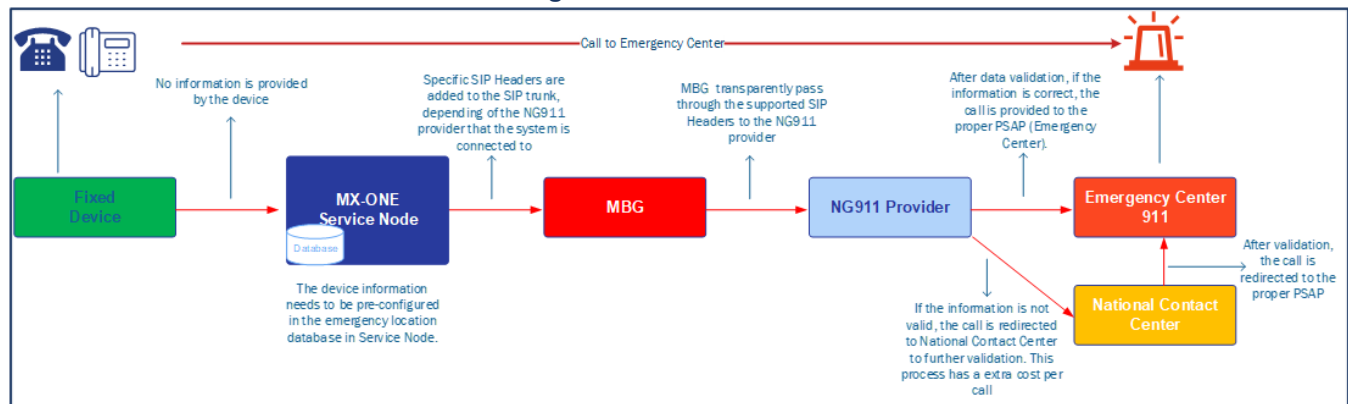 Call to Emergency Center
No information is provided
by the device
Specific SIP Headers are
added to the SIP trunk,
depending of the NG911
provider that the system is
connected to
MBG transparently pass
through the supported SIP
Headers to the NG911
provider
After data validation, if the
information is correct, the
call is provided to the
proper PSAP (Emergency
Center).
Fixed
Device
MX-ONE
Service Node
Database
MBG
NG911 Provider
Emergency Center
911
The device information
needs to be pre-configured
in the emergency location
database in Service Node.
If the information is not
valid, the call is redirected
to National Contact Center
to further validation. This
process has a extra cost per
call
National Contact
Center
After validation,
the call is
redirected to the
proper PSAP